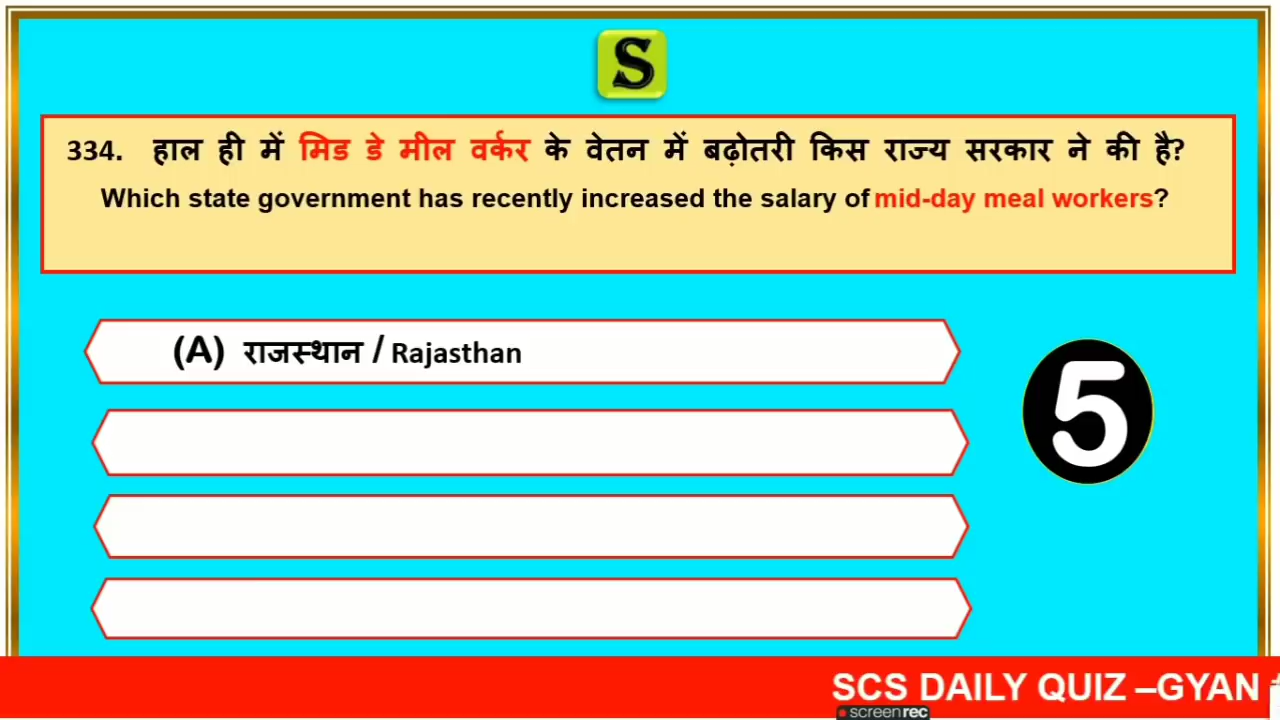 S
334. हाल ही में मिड डे मील वर्कर के वेतन में बढ़ोतरी किस राज्य सरकार ने की है?
Which state government has recently increased the salary of mid-day meal workers?
(A) राजस्थान / Rajasthan
5
SCS DAILY QUIZ –GYAN
screenrec